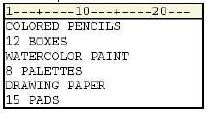 1---+----10---+----20---
COLORED PENCILS
12 BOXES
WATERCOLOR PAINT
8 PALETTES
DRAWING PAPER
15 PADS